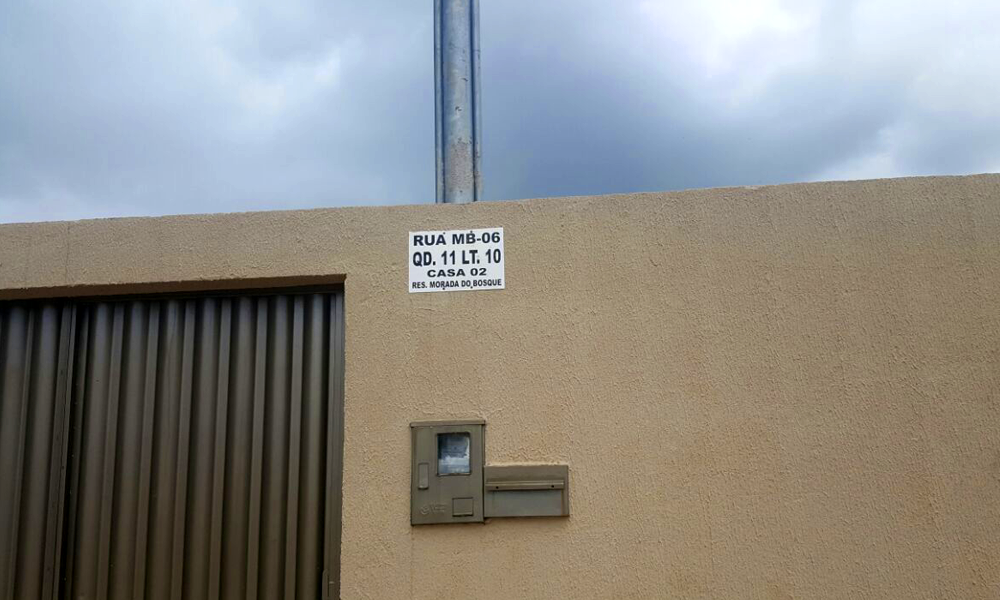 RUA MB-06
QD. 11 LT. 10
CASA 02
RES. MORADA DO BOSQUE